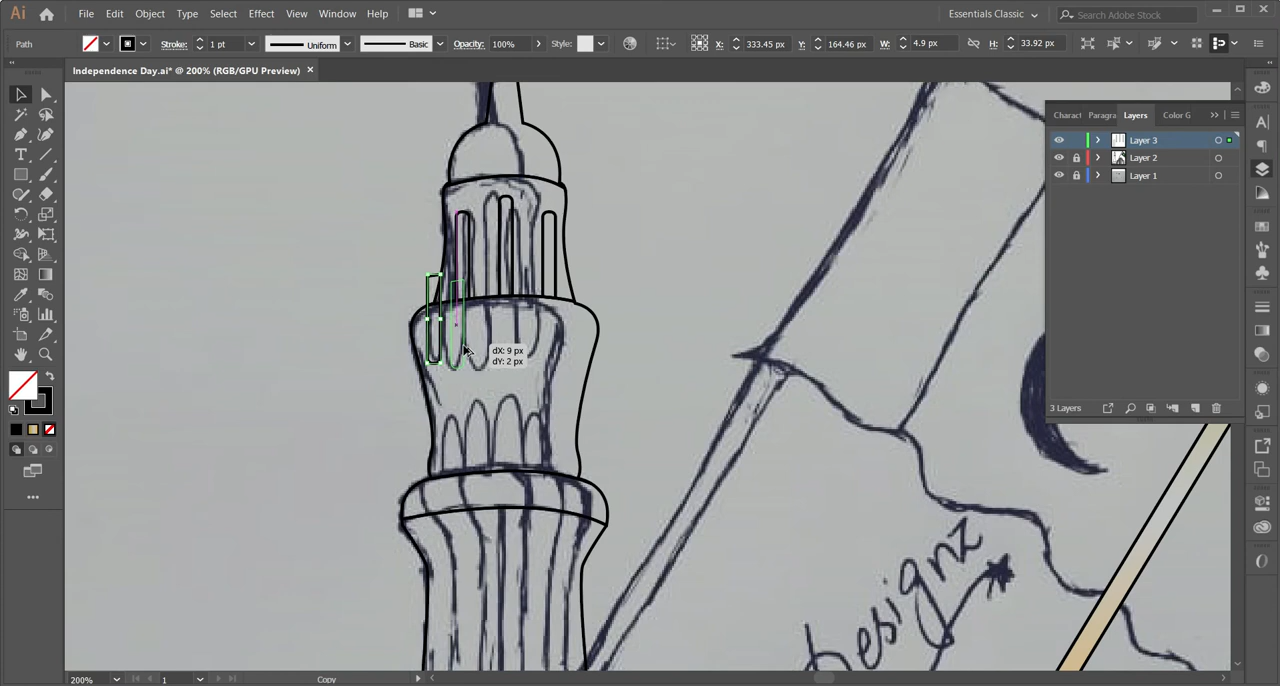 Ai File Edit Object Type Select Effect View Window Help Essentials Classic Search Adobe Stock
Path Stroke: 1 pt Uniform Basic Opacity: 100% Style: X: 333.45 px Y: 164.46 px W: 4.9 px H: 33.92 px
Independence Day.ai* @ 200% (RGB/GPU Preview)
Charact Paragra Layers Color G
Layer 3
Layer 2
Layer 1
dX: 9 px
dY: 2 px
3 Layers
Designz
200% 1 Copy